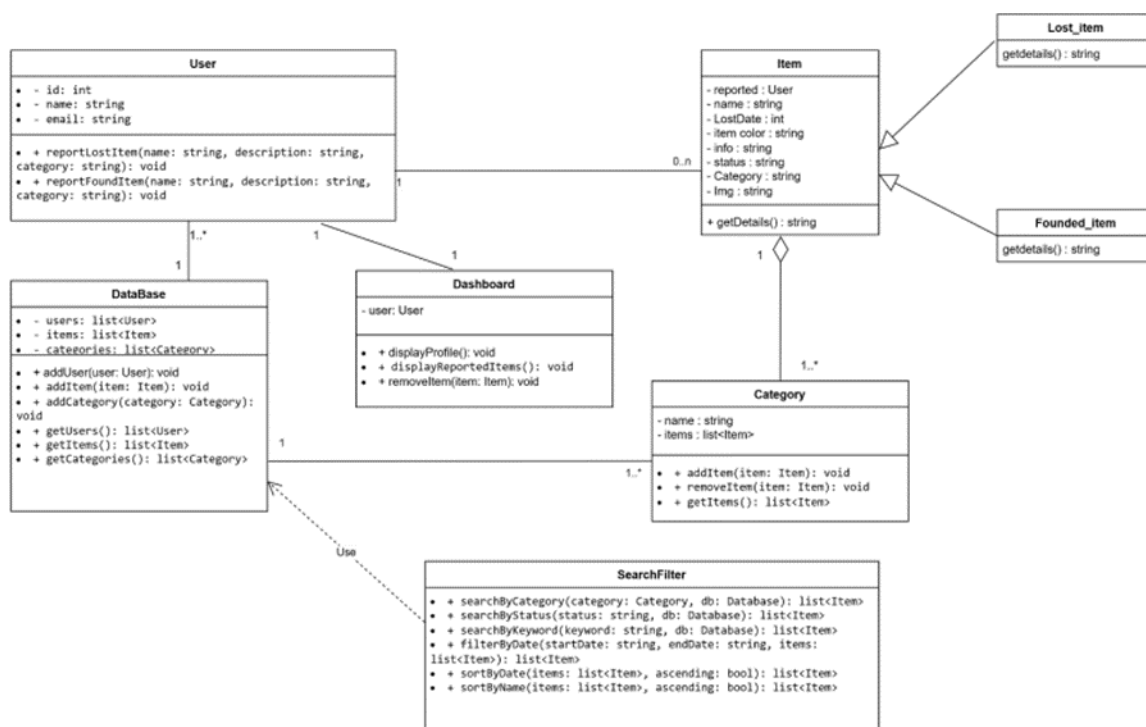 User
• - id: int
• - name: string
• - email: string
• + reportLostItem(name: string, description: string,
category: string): void
• + reportFoundItem(name: string, description: string,
category: string): void
1
0..n
Item
- reported : User
- name : string
- LostDate : int
- item color : string
- info : string
- status : string
- Category : string
- Img : string
+ getDetails() : string
Lost_item
getdetails() : string
Founded_item
getdetails() : string
1..*
1
1
1
1
1..*
DataBase
• - users: list<User>
• - items: list<Item>
• - categories: list<Category>
• + addUser(user: User): void
• + addItem(item: Item): void
• + addCategory(category: Category):
void
• + getUsers(): list<User>
• + getItems(): list<Item>
• + getCategories(): list<Category>
Dashboard
- user: User
• + displayProfile(): void
• + displayReportedItems(): void
• + removeItem(item: Item): void
Category
- name : string
- items : list<Item>
• + addItem(item: Item): void
• + removeItem(item: Item): void
• + getItems(): list<Item>
1
1..*
Use
SearchFilter
• + searchByCategory(category: Category, db: Database): list<Item>
• + searchByStatus(status: string, db: Database): list<Item>
• + searchByKeyword(keyword: string, db: Database): list<Item>
• + filterByDate(startDate: string, endDate: string, items:
list<Item>): list<Item>
• + sortByDate(items: list<Item>, ascending: bool): list<Item>
• + sortByName(items: list<Item>, ascending: bool): list<Item>